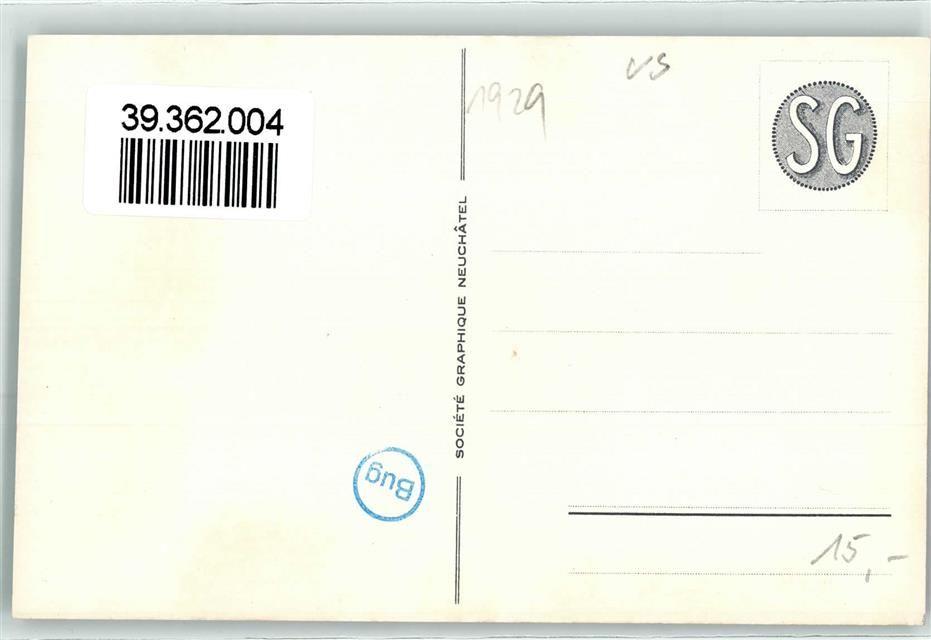 39.362.004
1929
VS
SG
SOCIÉTÉ GRAPHIQUE NEUCHÂTEL
Bug
15,-